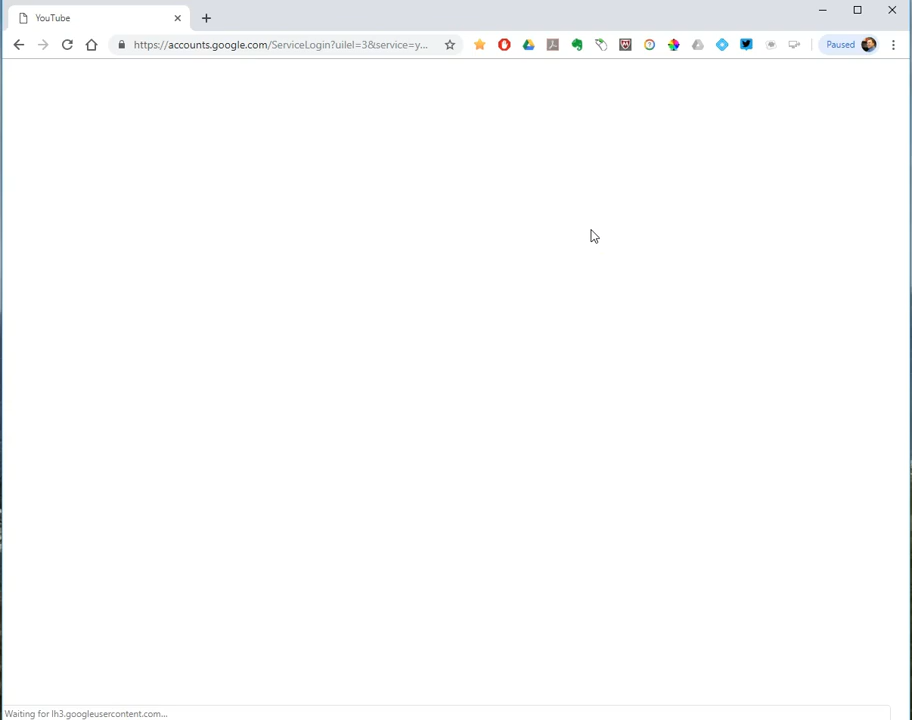 YouTube
https://accounts.google.com/ServiceLogin?uilel=3&service=y...
Paused
Waiting for lh3.googleusercontent.com...